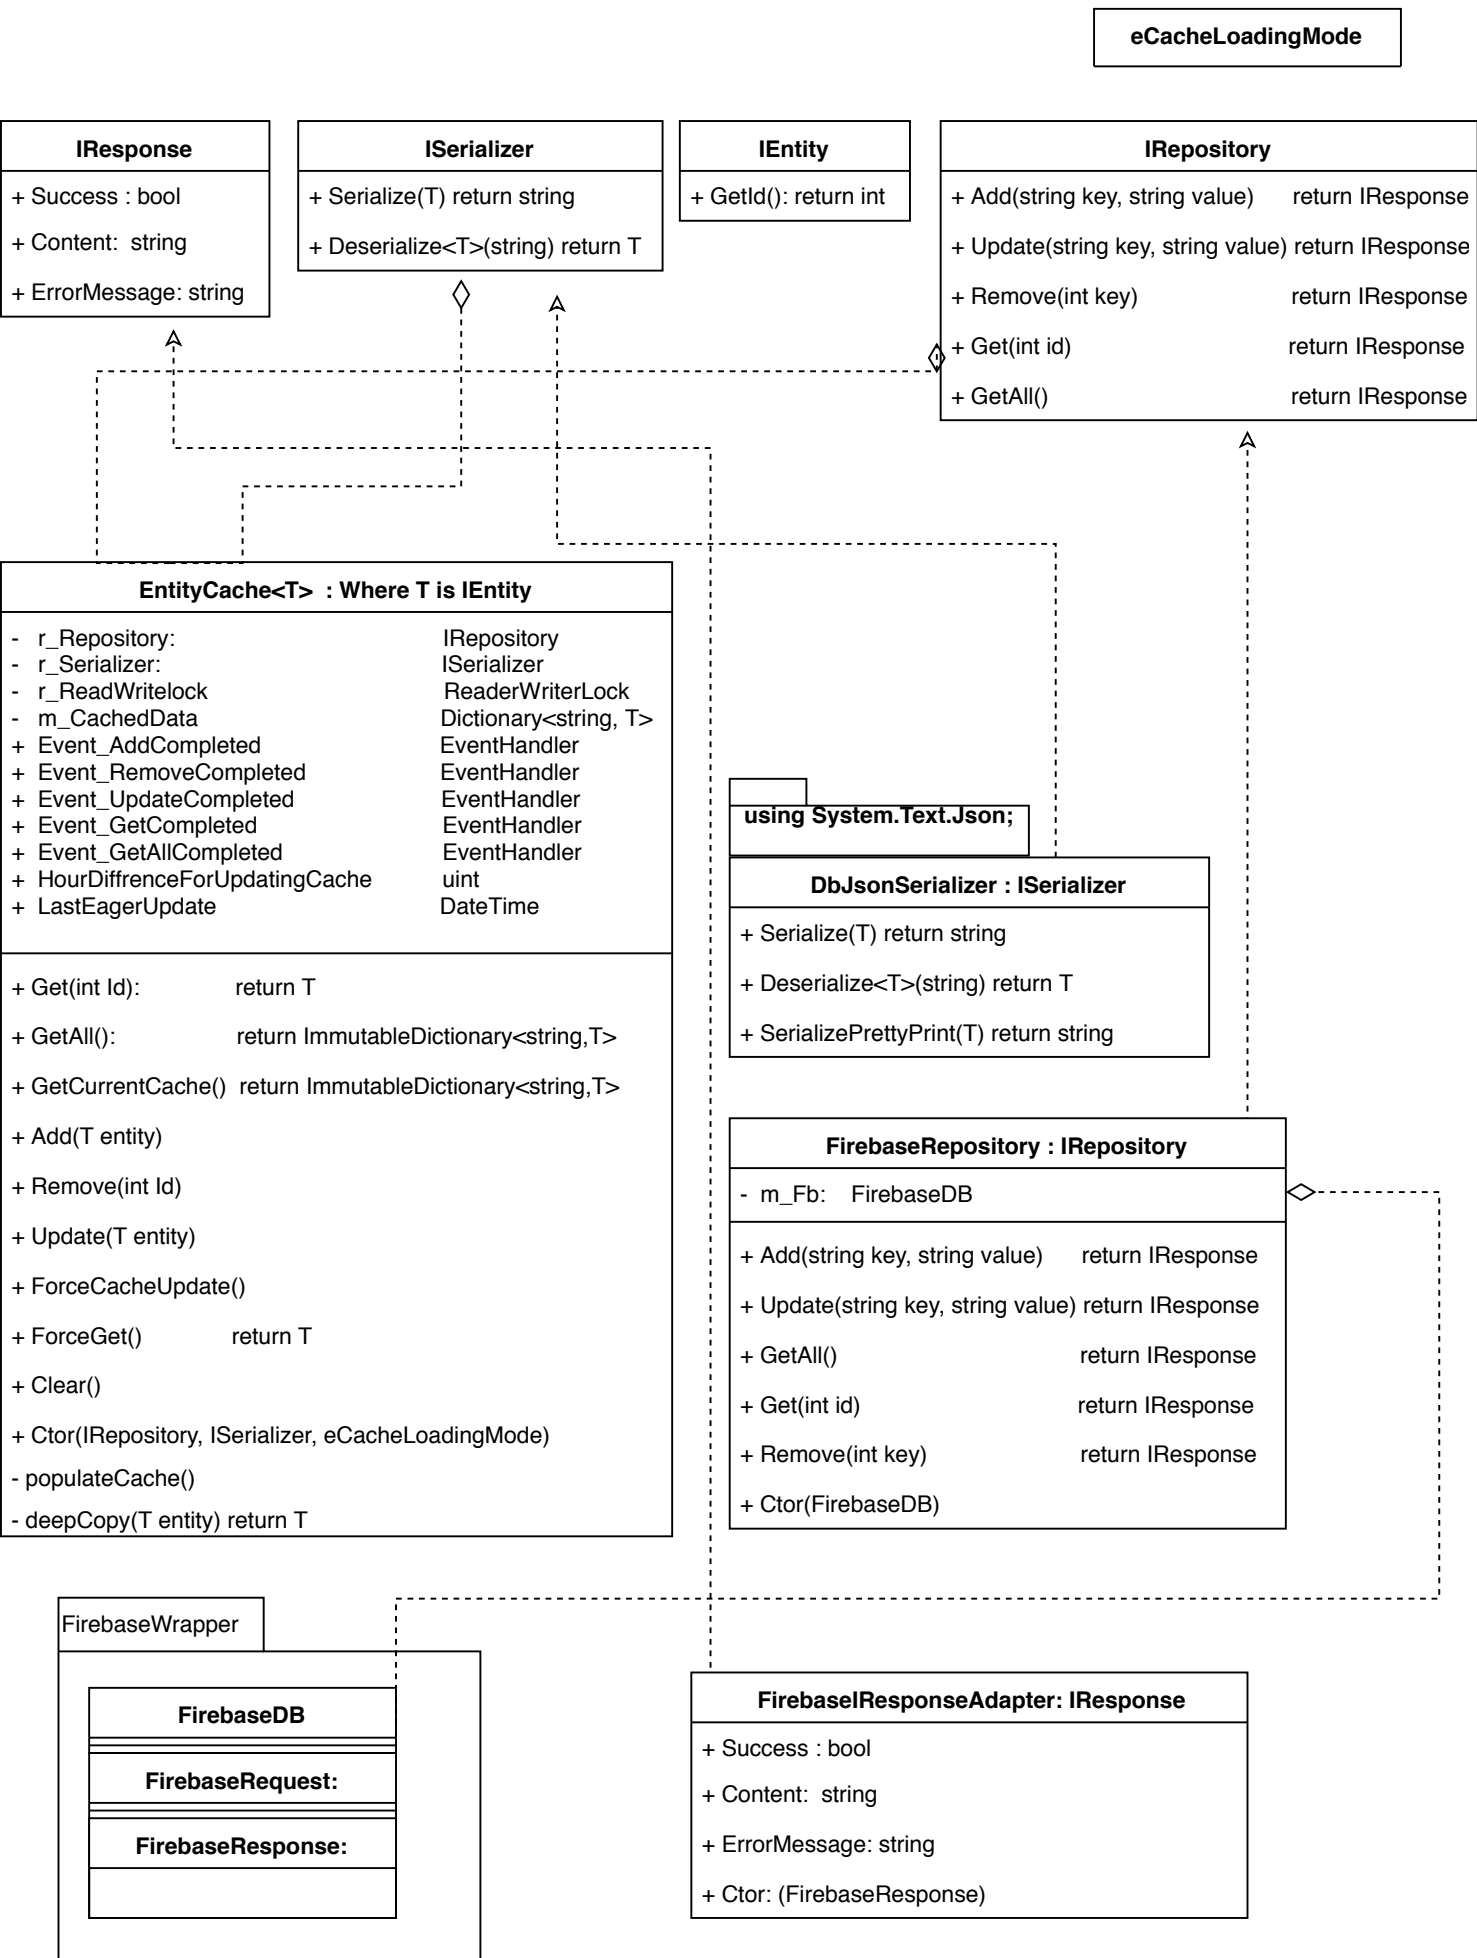 eCacheLoadingMode
IResponse
+ Success : bool
+ Content: string
+ ErrorMessage: string
ISerializer
+ Serialize(T) return string
+ Deserialize<T>(string) return T
IEntity
+ GetId(): return int
IRepository
+ Add(string key, string value) return IResponse
+ Update(string key, string value) return IResponse
+ Remove(int key) return IResponse
+ Get(int id) return IResponse
+ GetAll() return IResponse
EntityCache<T> : Where T is IEntity
- r_Repository: IRepository
- r_Serializer: ISerializer
- r_ReadWritelock ReaderWriterLock
- m_CachedData Dictionary<string, T>
+ Event_AddCompleted EventHandler
+ Event_RemoveCompleted EventHandler
+ Event_UpdateCompleted EventHandler
+ Event_GetCompleted EventHandler
+ Event_GetAllCompleted EventHandler
+ HourDiffrenceForUpdatingCache uint
+ LastEagerUpdate DateTime
+ Get(int Id): return T
+ GetAll(): return ImmutableDictionary<string,T>
+ GetCurrentCache() return ImmutableDictionary<string,T>
+ Add(T entity)
+ Remove(int Id)
+ Update(T entity)
+ ForceCacheUpdate()
+ ForceGet() return T
+ Clear()
+ Ctor(IRepository, ISerializer, eCacheLoadingMode)
- populateCache()
- deepCopy(T entity) return T
using System.Text.Json;
DbJsonSerializer : ISerializer
+ Serialize(T) return string
+ Deserialize<T>(string) return T
+ SerializePrettyPrint(T) return string
FirebaseRepository : IRepository
- m_Fb: FirebaseDB
+ Add(string key, string value) return IResponse
+ Update(string key, string value) return IResponse
+ GetAll() return IResponse
+ Get(int id) return IResponse
+ Remove(int key) return IResponse
+ Ctor(FirebaseDB)
FirebaseWrapper
FirebaseDB
FirebaseRequest:
FirebaseResponse:
FirebaseIResponseAdapter: IResponse
+ Success : bool
+ Content: string
+ ErrorMessage: string
+ Ctor: (FirebaseResponse)